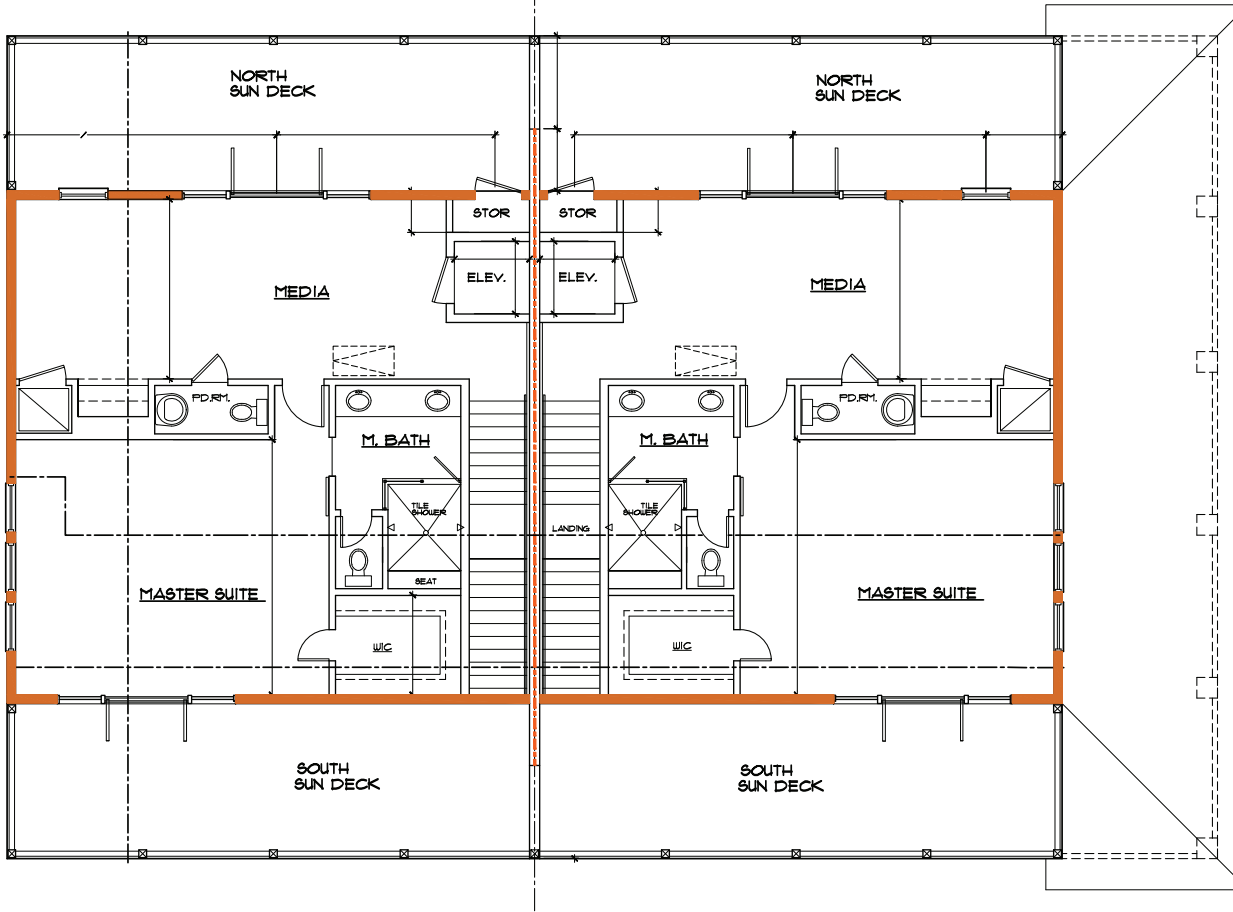 NORTH
SUN DECK
NORTH
SUN DECK
STOR
STOR
ELEV.
ELEV.
MEDIA
MEDIA
PD.RM.
PD.RM.
M. BATH
M. BATH
TILE
SHOWER
TILE
SHOWER
LANDING
SEAT
MASTER SUITE
MASTER SUITE
WIC
WIC
SOUTH
SUN DECK
SOUTH
SUN DECK